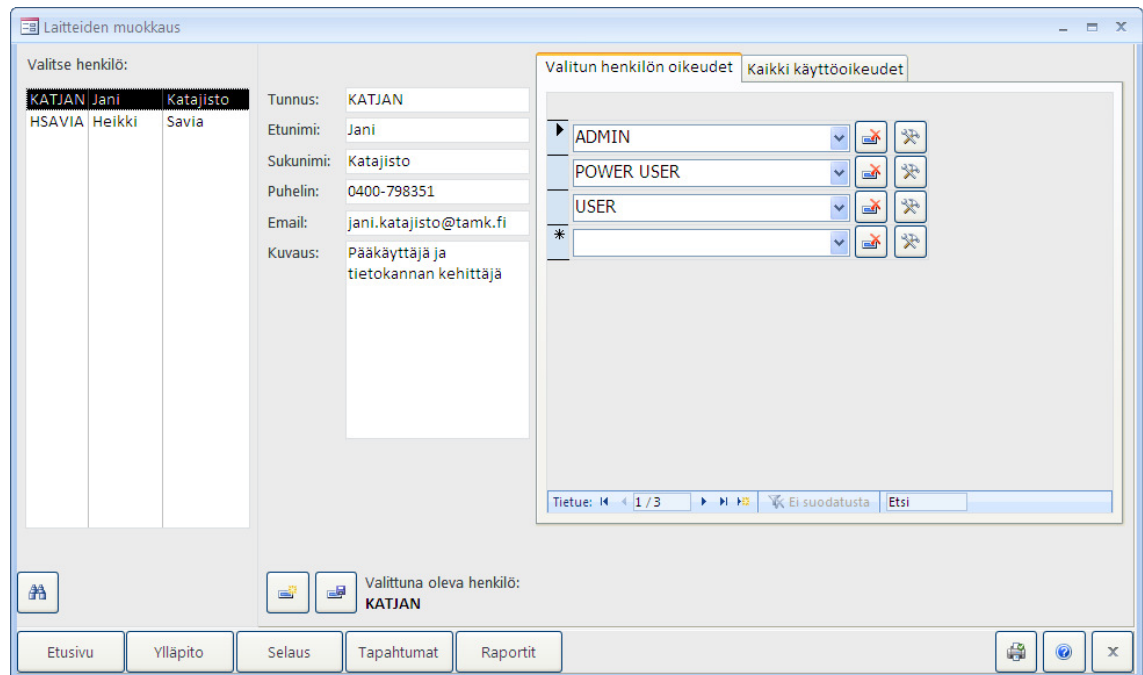 Laitteiden muokkaus
Valitse henkilö:
KATJAN Jani Katajisto
HSAVIA Heikki Savia
Tunnus: KATJAN
Etunimi: Jani
Sukunimi: Katajisto
Puhelin: 0400-798351
Email: jani.katajisto@tamk.fi
Kuvaus: Pääkäyttäjä ja
tietokannan kehittäjä
Valitun henkilön oikeudet Kaikki käyttöoikeudet
ADMIN
POWER USER
USER
Tietue: 1 / 3 Ei suodatusta Etsi
Valittuna oleva henkilö:
KATJAN
Etusivu Ylläpito Selaus Tapahtumat Raportit